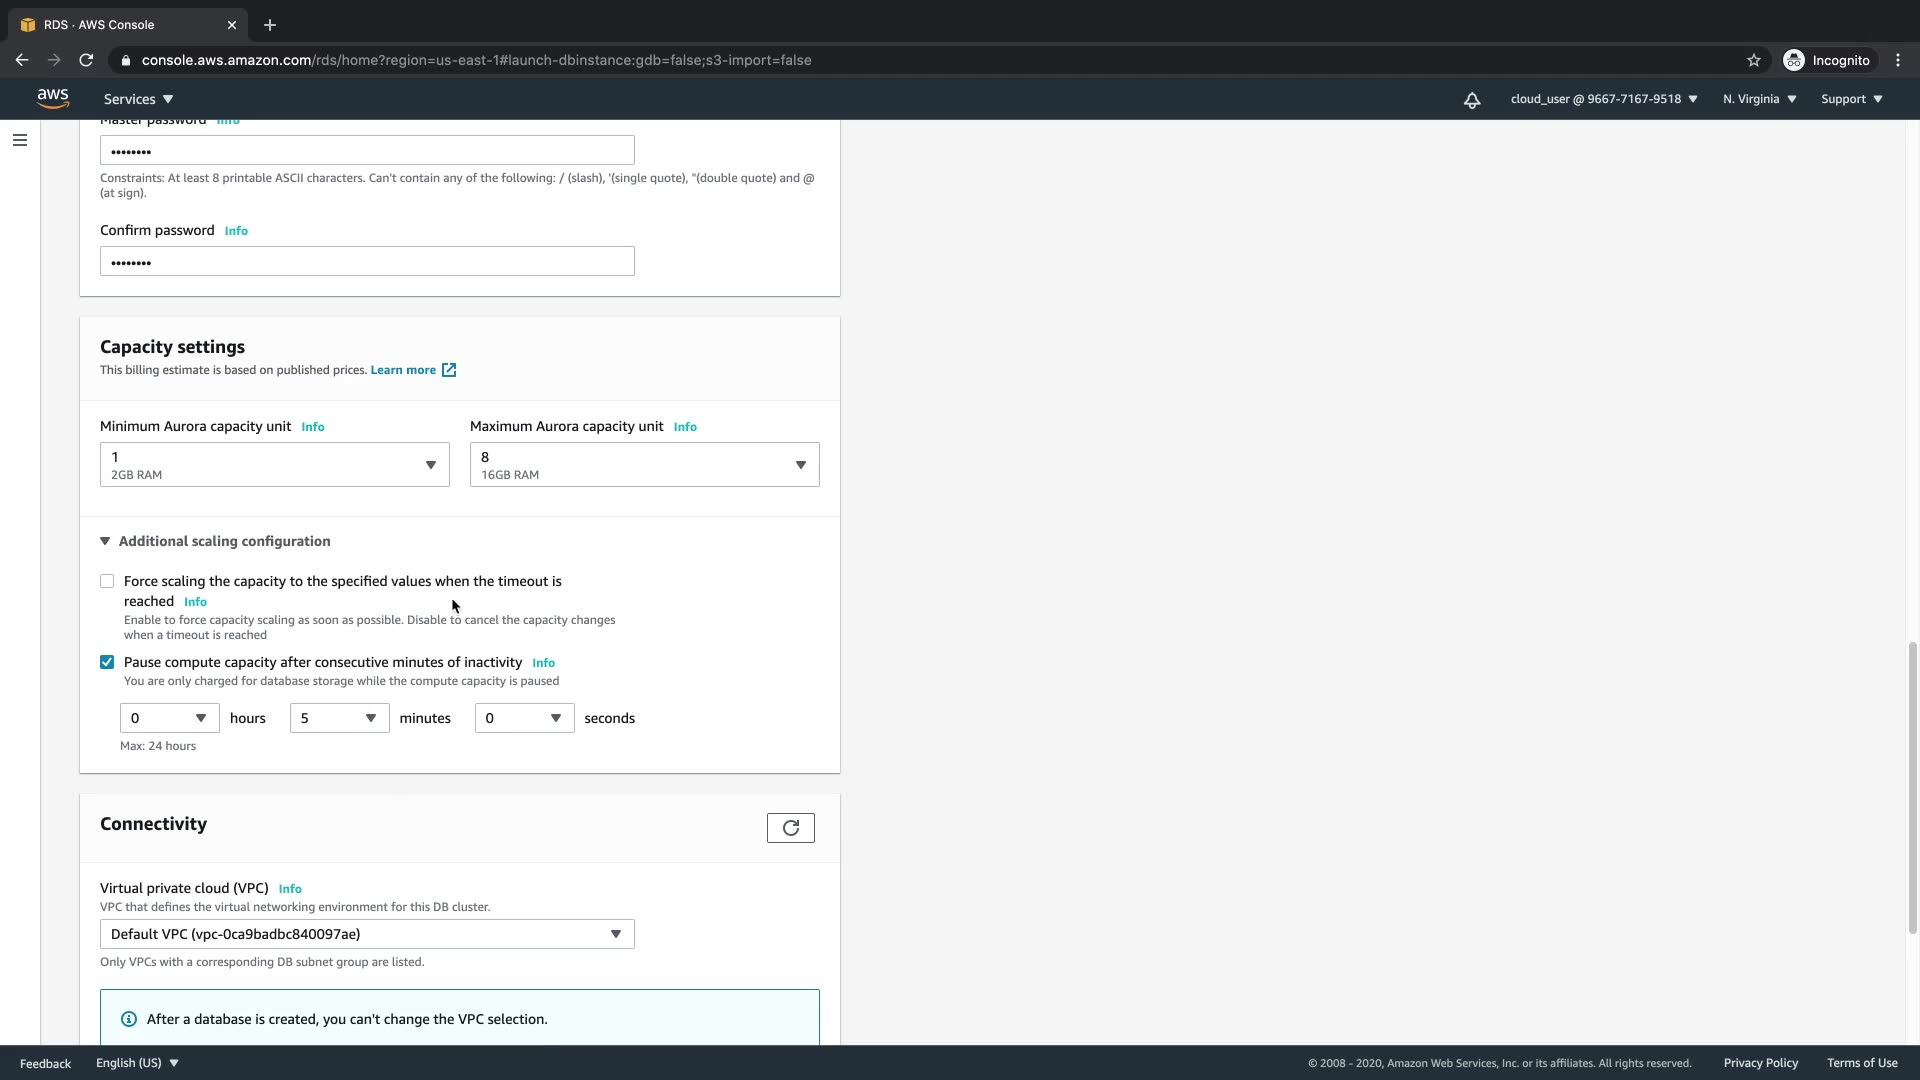 RDS · AWS Console
console.aws.amazon.com/rds/home?region=us-east-1#launch-dbinstance:gdb=false;s3-import=false
Incognito
aws
Services
cloud_user @ 9667-7167-9518
N. Virginia
Support
Master password Info
••••••••
Constraints: At least 8 printable ASCII characters. Can't contain any of the following: / (slash), '(single quote), "(double quote) and @
(at sign).
Confirm password Info
••••••••
Capacity settings
This billing estimate is based on published prices. Learn more
Minimum Aurora capacity unit Info
Maximum Aurora capacity unit Info
1
2GB RAM
8
16GB RAM
Additional scaling configuration
Force scaling the capacity to the specified values when the timeout is
reached Info
Enable to force capacity scaling as soon as possible. Disable to cancel the capacity changes
when a timeout is reached
Pause compute capacity after consecutive minutes of inactivity Info
You are only charged for database storage while the compute capacity is paused
0 hours 5 minutes 0 seconds
Max: 24 hours
Connectivity
Virtual private cloud (VPC) Info
VPC that defines the virtual networking environment for this DB cluster.
Default VPC (vpc-0ca9badbc840097ae)
Only VPCs with a corresponding DB subnet group are listed.
After a database is created, you can't change the VPC selection.
Feedback
English (US)
© 2008 - 2020, Amazon Web Services, Inc. or its affiliates. All rights reserved.
Privacy Policy
Terms of Use